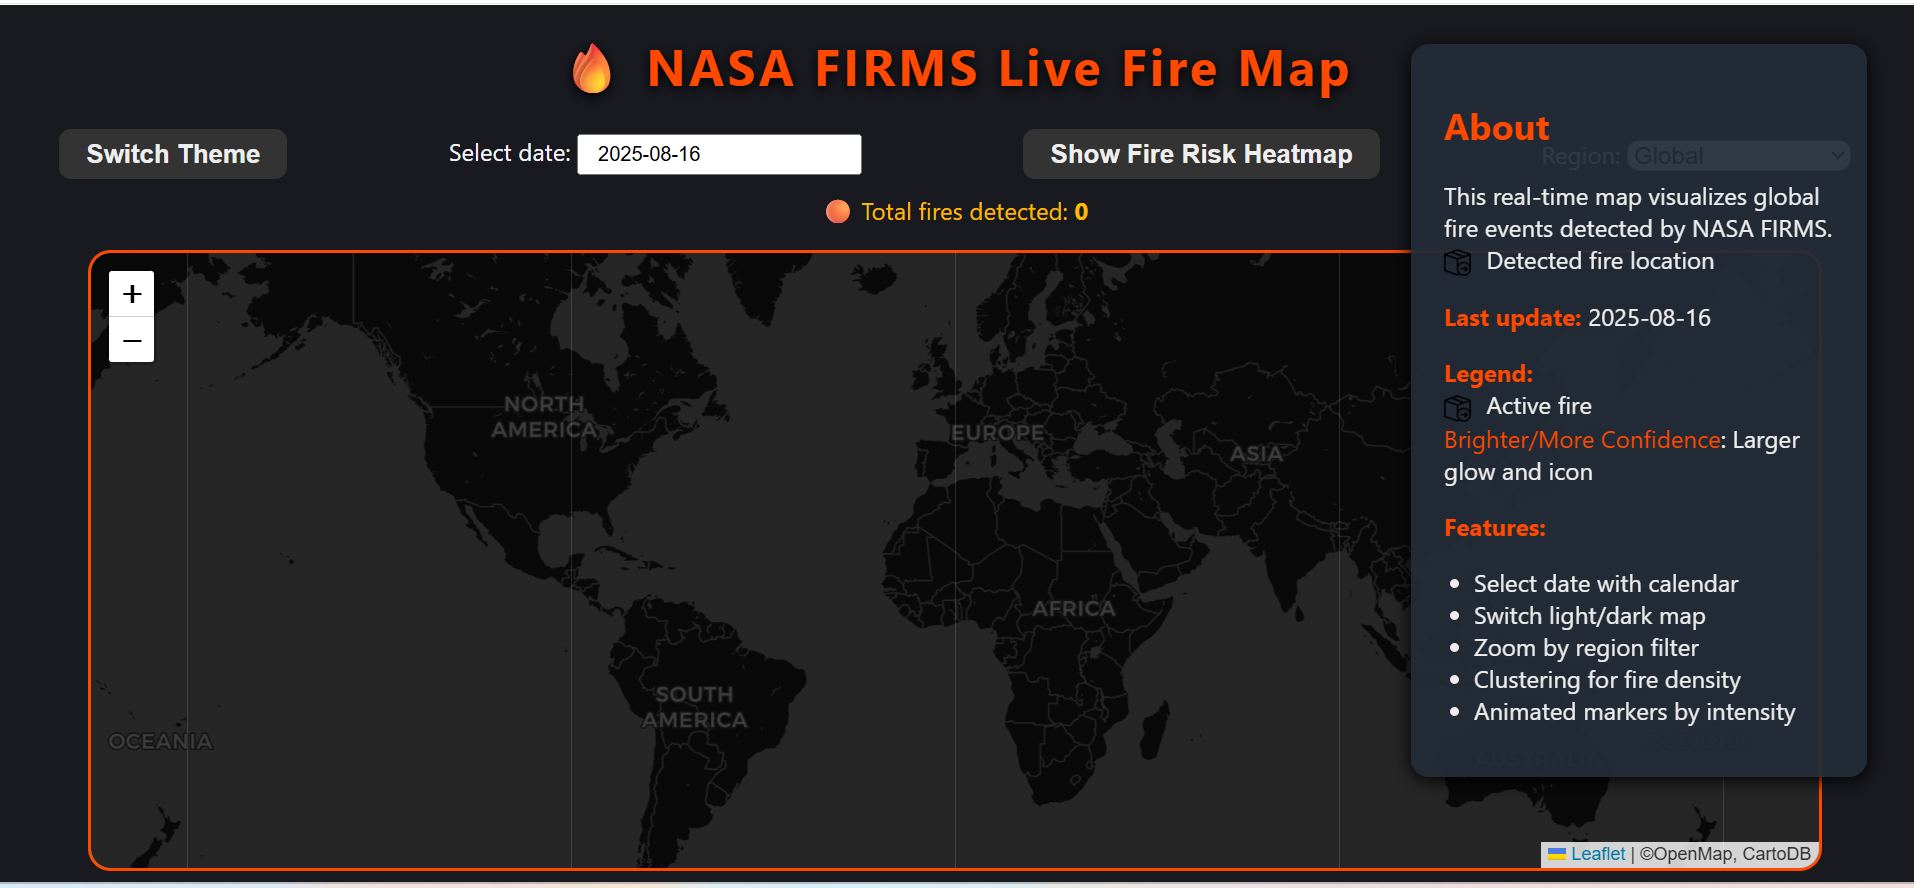 NASA FIRMS Live Fire Map
Switch Theme
Select date: 2025-08-16
Show Fire Risk Heatmap
Region: Global
Total fires detected: 0
+
−
NORTH
AMERICA
EUROPE
ASIA
AFRICA
SOUTH
AMERICA
OCEANIA
About
This real-time map visualizes global
fire events detected by NASA FIRMS.
Detected fire location
Last update: 2025-08-16
Legend:
Active fire
Brighter/More Confidence: Larger
glow and icon
Features:
• Select date with calendar
• Switch light/dark map
• Zoom by region filter
• Clustering for fire density
• Animated markers by intensity
OCEANIA
AUSTRALIA
Leaflet | ©OpenMap, CartoDB